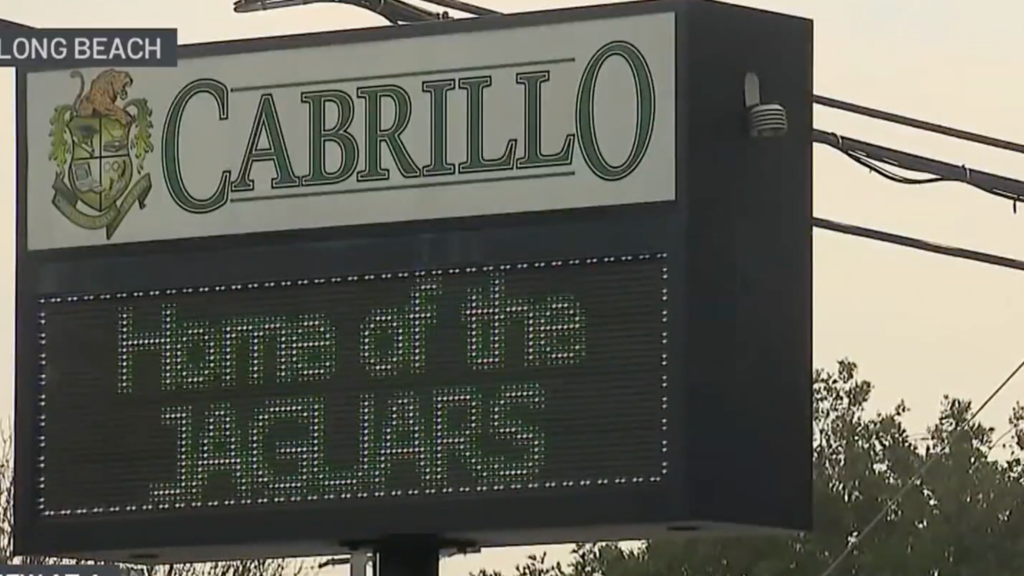 LONG BEACH
CABRILLO
Home of the
JAGUARS